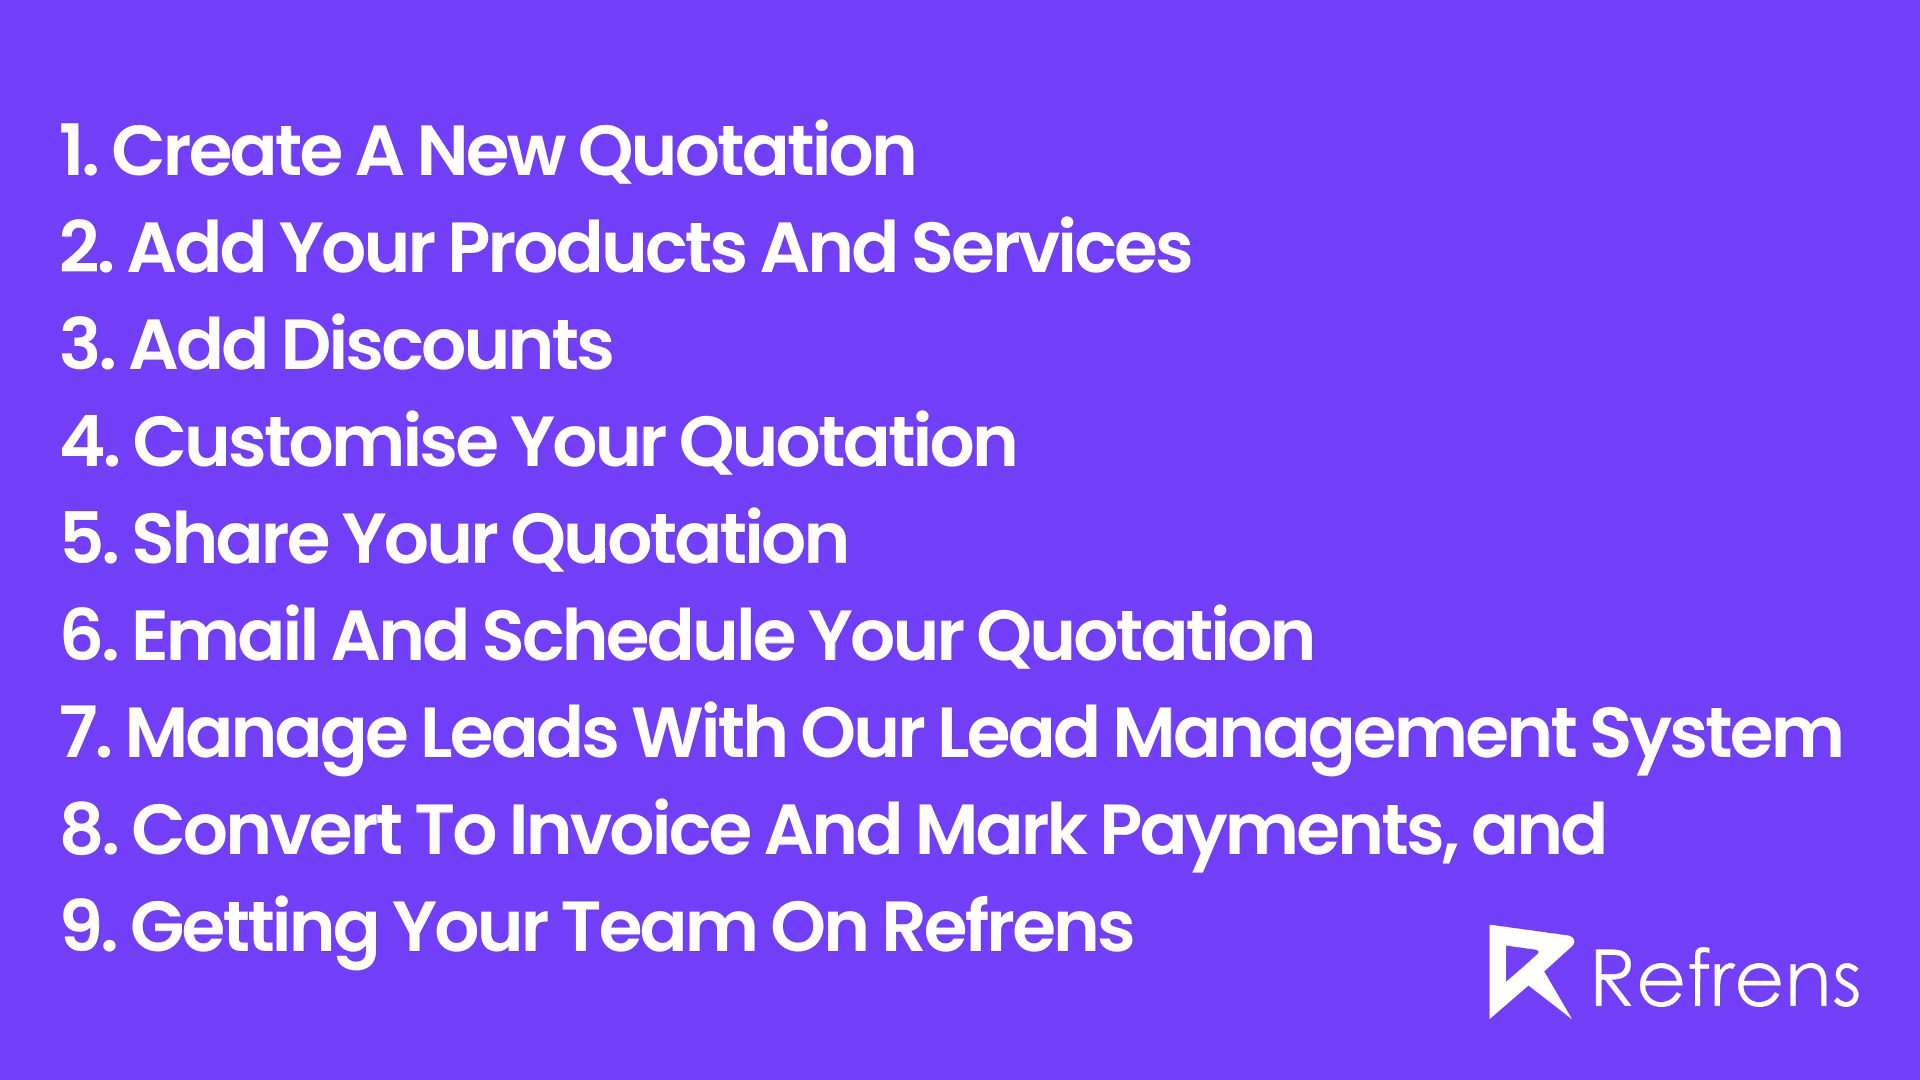 1. Create A New Quotation
2. Add Your Products And Services
3. Add Discounts
4. Customise Your Quotation
5. Share Your Quotation
6. Email And Schedule Your Quotation
7. Manage Leads With Our Lead Management System
8. Convert To Invoice And Mark Payments, and
9. Getting Your Team On Refrens
Refrens